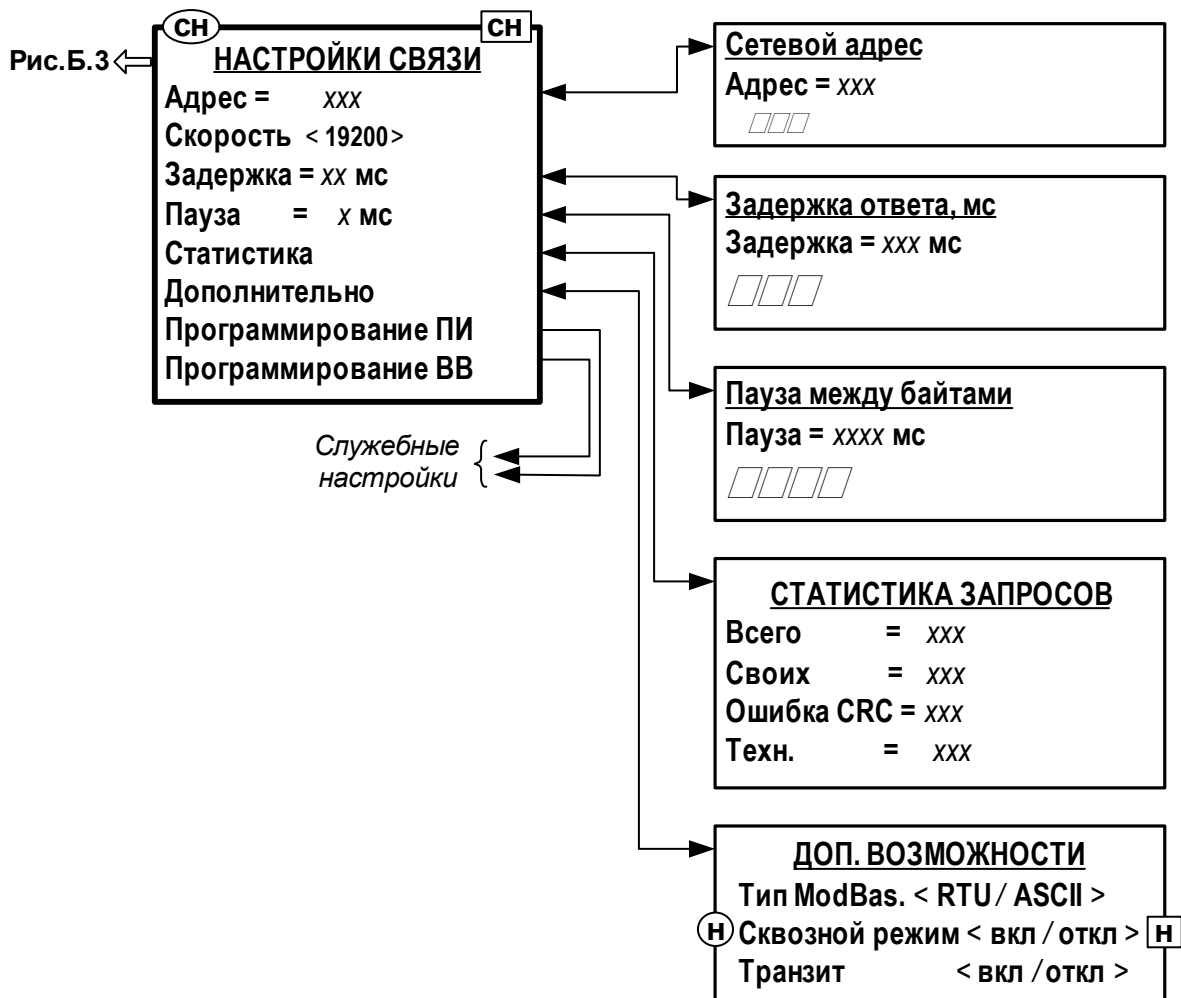 СН
СН
Рис.Б.3
НАСТРОЙКИ СВЯЗИ
Адрес = xxx
Скорость < 19200>
Задержка = xx мс
Пауза = x мс
Статистика
Дополнительно
Программирование ПИ
Программирование ВВ
Служебные
настройки
Сетевой адрес
Адрес = xxx
Задержка ответа, мс
Задержка = xxx мс
Пауза между байтами
Пауза = xxxx мс
СТАТИСТИКА ЗАПРОСОВ
Всего = xxx
Своих = xxx
Ошибка CRC = xxx
Техн. = xxx
ДОП. ВОЗМОЖНОСТИ
Тип ModBas. < RTU / ASCII >
Н Сквозной режим < вкл / откл > Н
Транзит < вкл / откл >